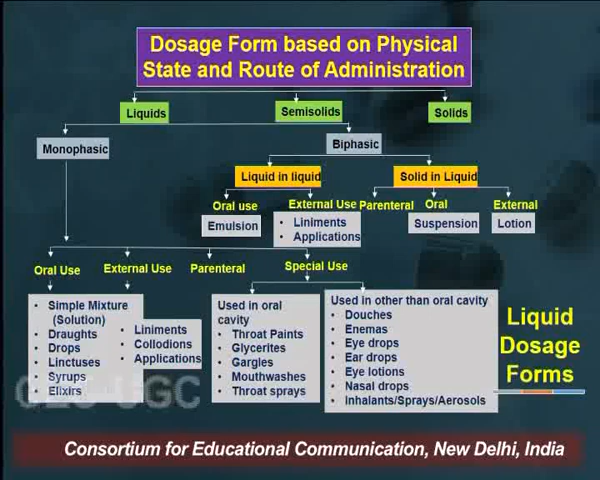 Dosage Form based on Physical
State and Route of Administration
Liquids
Semisolids
Solids
Monophasic
Biphasic
Liquid in liquid
Solid in Liquid
Oral use
External Use
Parenteral
Oral
External
Emulsion
• Liniments
• Applications
Suspension
Lotion
Oral Use
External Use
Parenteral
Special Use
• Simple Mixture
(Solution)
• Draughts
• Drops
• Linctuses
• Syrups
• Elixirs
• Liniments
• Collodions
• Applications
Used in oral
cavity
• Throat Paints
• Glycerites
• Gargles
• Mouthwashes
• Throat sprays
Used in other than oral cavity
• Douches
• Enemas
• Eye drops
• Ear drops
• Eye lotions
• Nasal drops
• Inhalants/Sprays/Aerosols
Liquid
Dosage
Forms
CEC-UGC
Consortium for Educational Communication, New Delhi, India